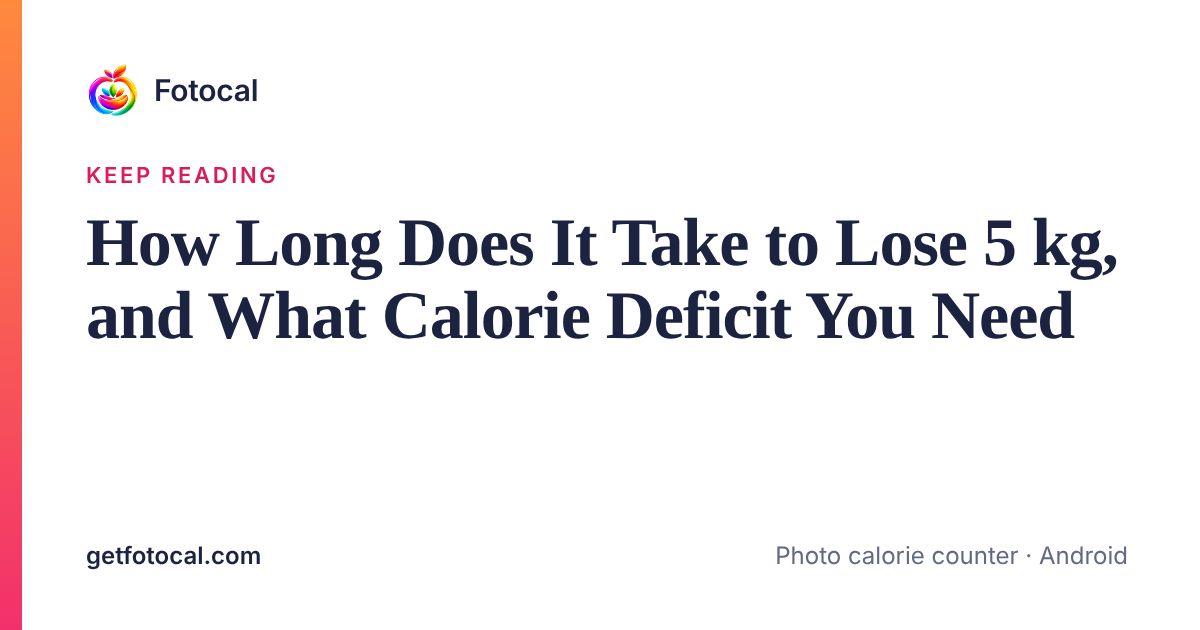 Fotocal
KEEP READING
How Long Does It Take to Lose 5 kg,
and What Calorie Deficit You Need
getfotocal.com
Photo calorie counter · Android